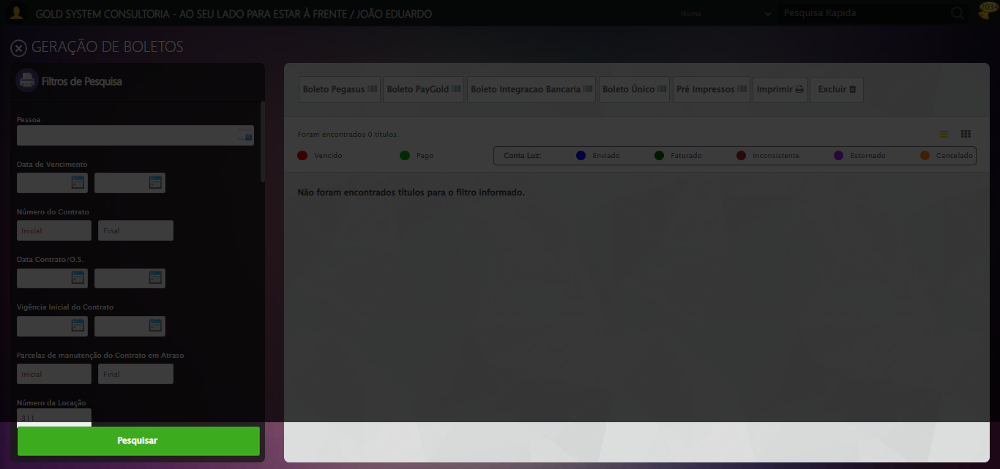 GOLD SYSTEM CONSULTORIA - AO SEU LADO PARA ESTAR À FRENTE / JOÃO EDUARDO
Nome
Pesquisa Rapida
GERAÇÃO DE BOLETOS
Filtros de Pesquisa
Pessoa
Data de Vencimento
Número do Contrato
Inicial Final
Data Contrato/O.S.
Vigência Inicial do Contrato
Parcelas de manutenção do Contrato em Atraso
Inicial Final
Número da Locação
311
Pesquisar
Boleto Pegasus Boleto PayGold Boleto Integracao Bancaria Boleto Único Pré Impressos Imprimir Excluir
Foram encontrados 0 títulos.
Vencido Pago Conta Luz: Enviado Faturado Inconsistente Estornado Cancelado
Não foram encontrados títulos para o filtro informado.